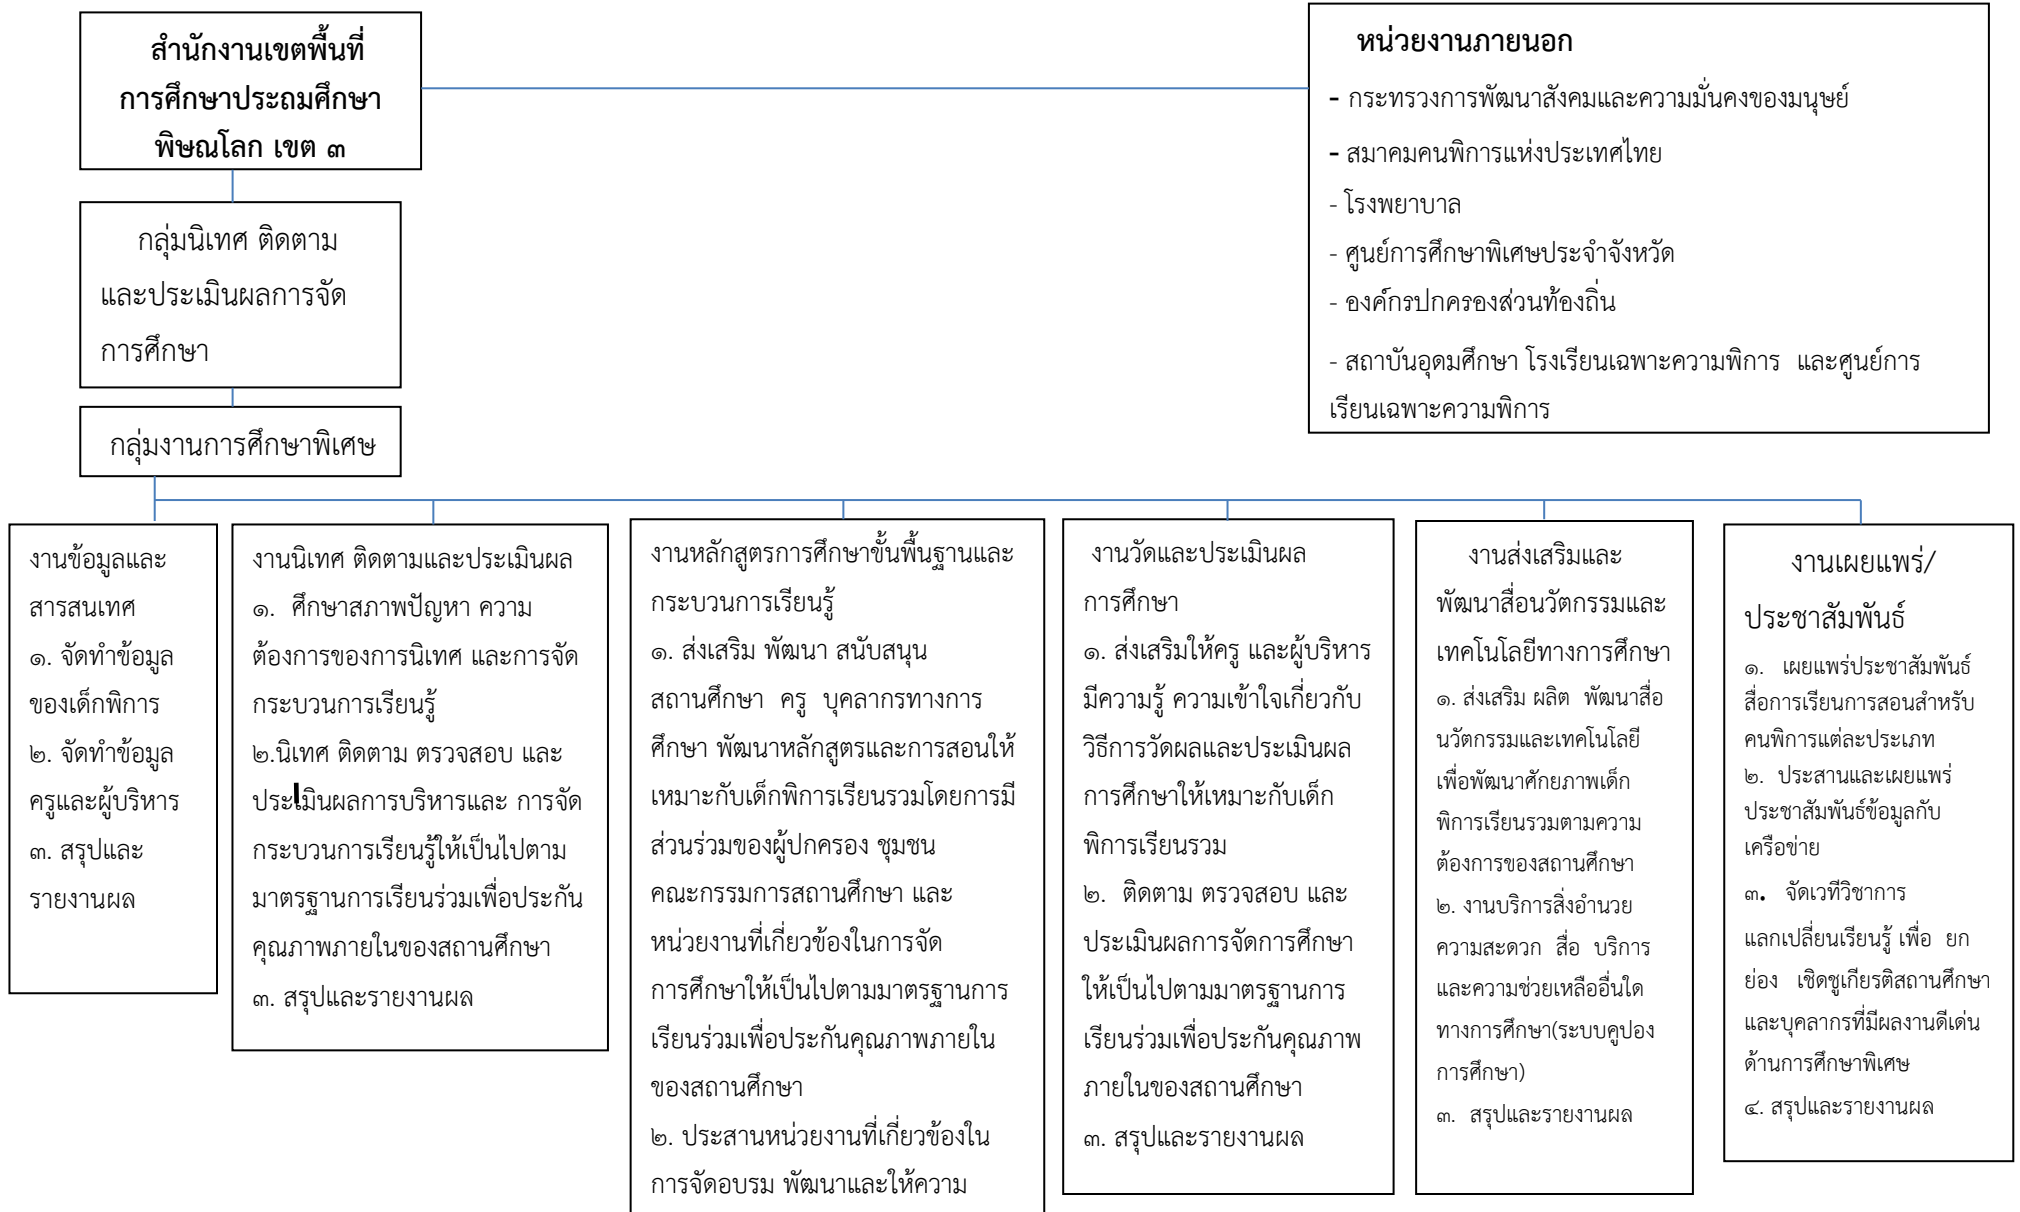 สำนักงานเขตพื้นที่
การศึกษาประถมศึกษา
พิษณโลก เขต ๓
หน่วยงานภายนอก
- กระทรวงการพัฒนาสังคมและความมั่นคงของมนุษย์
- สมาคมคนพิการแห่งประเทศไทย
- โรงพยาบาล
- ศูนย์การศึกษาพิเศษประจำจังหวัด
- องค์กรปกครองส่วนท้องถิ่น
- สถาบันอุดมศึกษา โรงเรียนเฉพาะความพิการ และศูนย์การ
เรียนเฉพาะความพิการ
กลุ่มนิเทศ ติดตาม
และประเมินผลการจัด
การศึกษา
กลุ่มงานการศึกษาพิเศษ
งานข้อมูลและ
สารสนเทศ
๑. จัดทำข้อมูล
ของเด็กพิการ
๒. จัดทำข้อมูล
ครูและผู้บริหาร
๓. สรุปและ
รายงานผล
งานนิเทศ ติดตามและประเมินผล
๑. ศึกษาสภาพปัญหา ความ
ต้องการของการนิเทศ และการจัด
กระบวนการเรียนรู้
๒.นิเทศ ติดตาม ตรวจสอบ และ
ประเมินผลการบริหารและ การจัด
กระบวนการเรียนรู้ให้เป็นไปตาม
มาตรฐานการเรียนร่วมเพื่อประกัน
คุณภาพภายในของสถานศึกษา
๓. สรุปและรายงานผล
งานหลักสูตรการศึกษาขั้นพื้นฐานและ
กระบวนการเรียนรู้
๑. ส่งเสริม พัฒนา สนับสนุน
สถานศึกษา ครู บุคลากรทางการ
ศึกษา พัฒนาหลักสูตรและการสอนให้
เหมาะกับเด็กพิการเรียนรวมโดยการมี
ส่วนร่วมของผู้ปกครอง ชุมชน
คณะกรรมการสถานศึกษา และ
หน่วยงานที่เกี่ยวข้องในการจัด
การศึกษาให้เป็นไปตามมาตรฐานการ
เรียนร่วมเพื่อประกันคุณภาพภายใน
ของสถานศึกษา
๒. ประสานหน่วยงานที่เกี่ยวข้องใน
การจัดอบรม พัฒนาและให้ความ
งานวัดและประเมินผล
การศึกษา
๑. ส่งเสริมให้ครู และผู้บริหาร
มีความรู้ ความเข้าใจเกี่ยวกับ
วิธีการวัดผลและประเมินผล
การศึกษาให้เหมาะกับเด็ก
พิการเรียนรวม
๒. ติดตาม ตรวจสอบ และ
ประเมินผลการจัดการศึกษา
ให้เป็นไปตามมาตรฐานการ
เรียนร่วมเพื่อประกันคุณภาพ
ภายในของสถานศึกษา
๓. สรุปและรายงานผล
งานส่งเสริมและ
พัฒนาสื่อนวัตกรรมและ
เทคโนโลยีทางการศึกษา
๑. ส่งเสริม ผลิต พัฒนาสื่อ
นวัตกรรมและเทคโนโลยี
เพื่อพัฒนาศักยภาพเด็ก
พิการเรียนรวมตามความ
ต้องการของสถานศึกษา
๒. งานบริการสิ่งอำนวย
ความสะดวก สื่อ บริการ
และความช่วยเหลืออื่นใด
ทางการศึกษา(ระบบคูปอง
การศึกษา)
๓. สรุปและรายงานผล
งานเผยแพร่/
ประชาสัมพันธ์
๑. เผยแพร่ประชาสัมพันธ์
สื่อการเรียนการสอนสำหรับ
คนพิการแต่ละประเภท
๒. ประสานและเผยแพร่
ประชาสัมพันธ์ข้อมูลกับ
เครือข่าย
๓. จัดเวทีวิชาการ
แลกเปลี่ยนเรียนรู้ เพื่อ ยก
ย่อง เชิดชูเกียรติสถานศึกษา
และบุคลากรที่มีผลงานดีเด่น
ด้านการศึกษาพิเศษ
๔. สรุปและรายงานผล